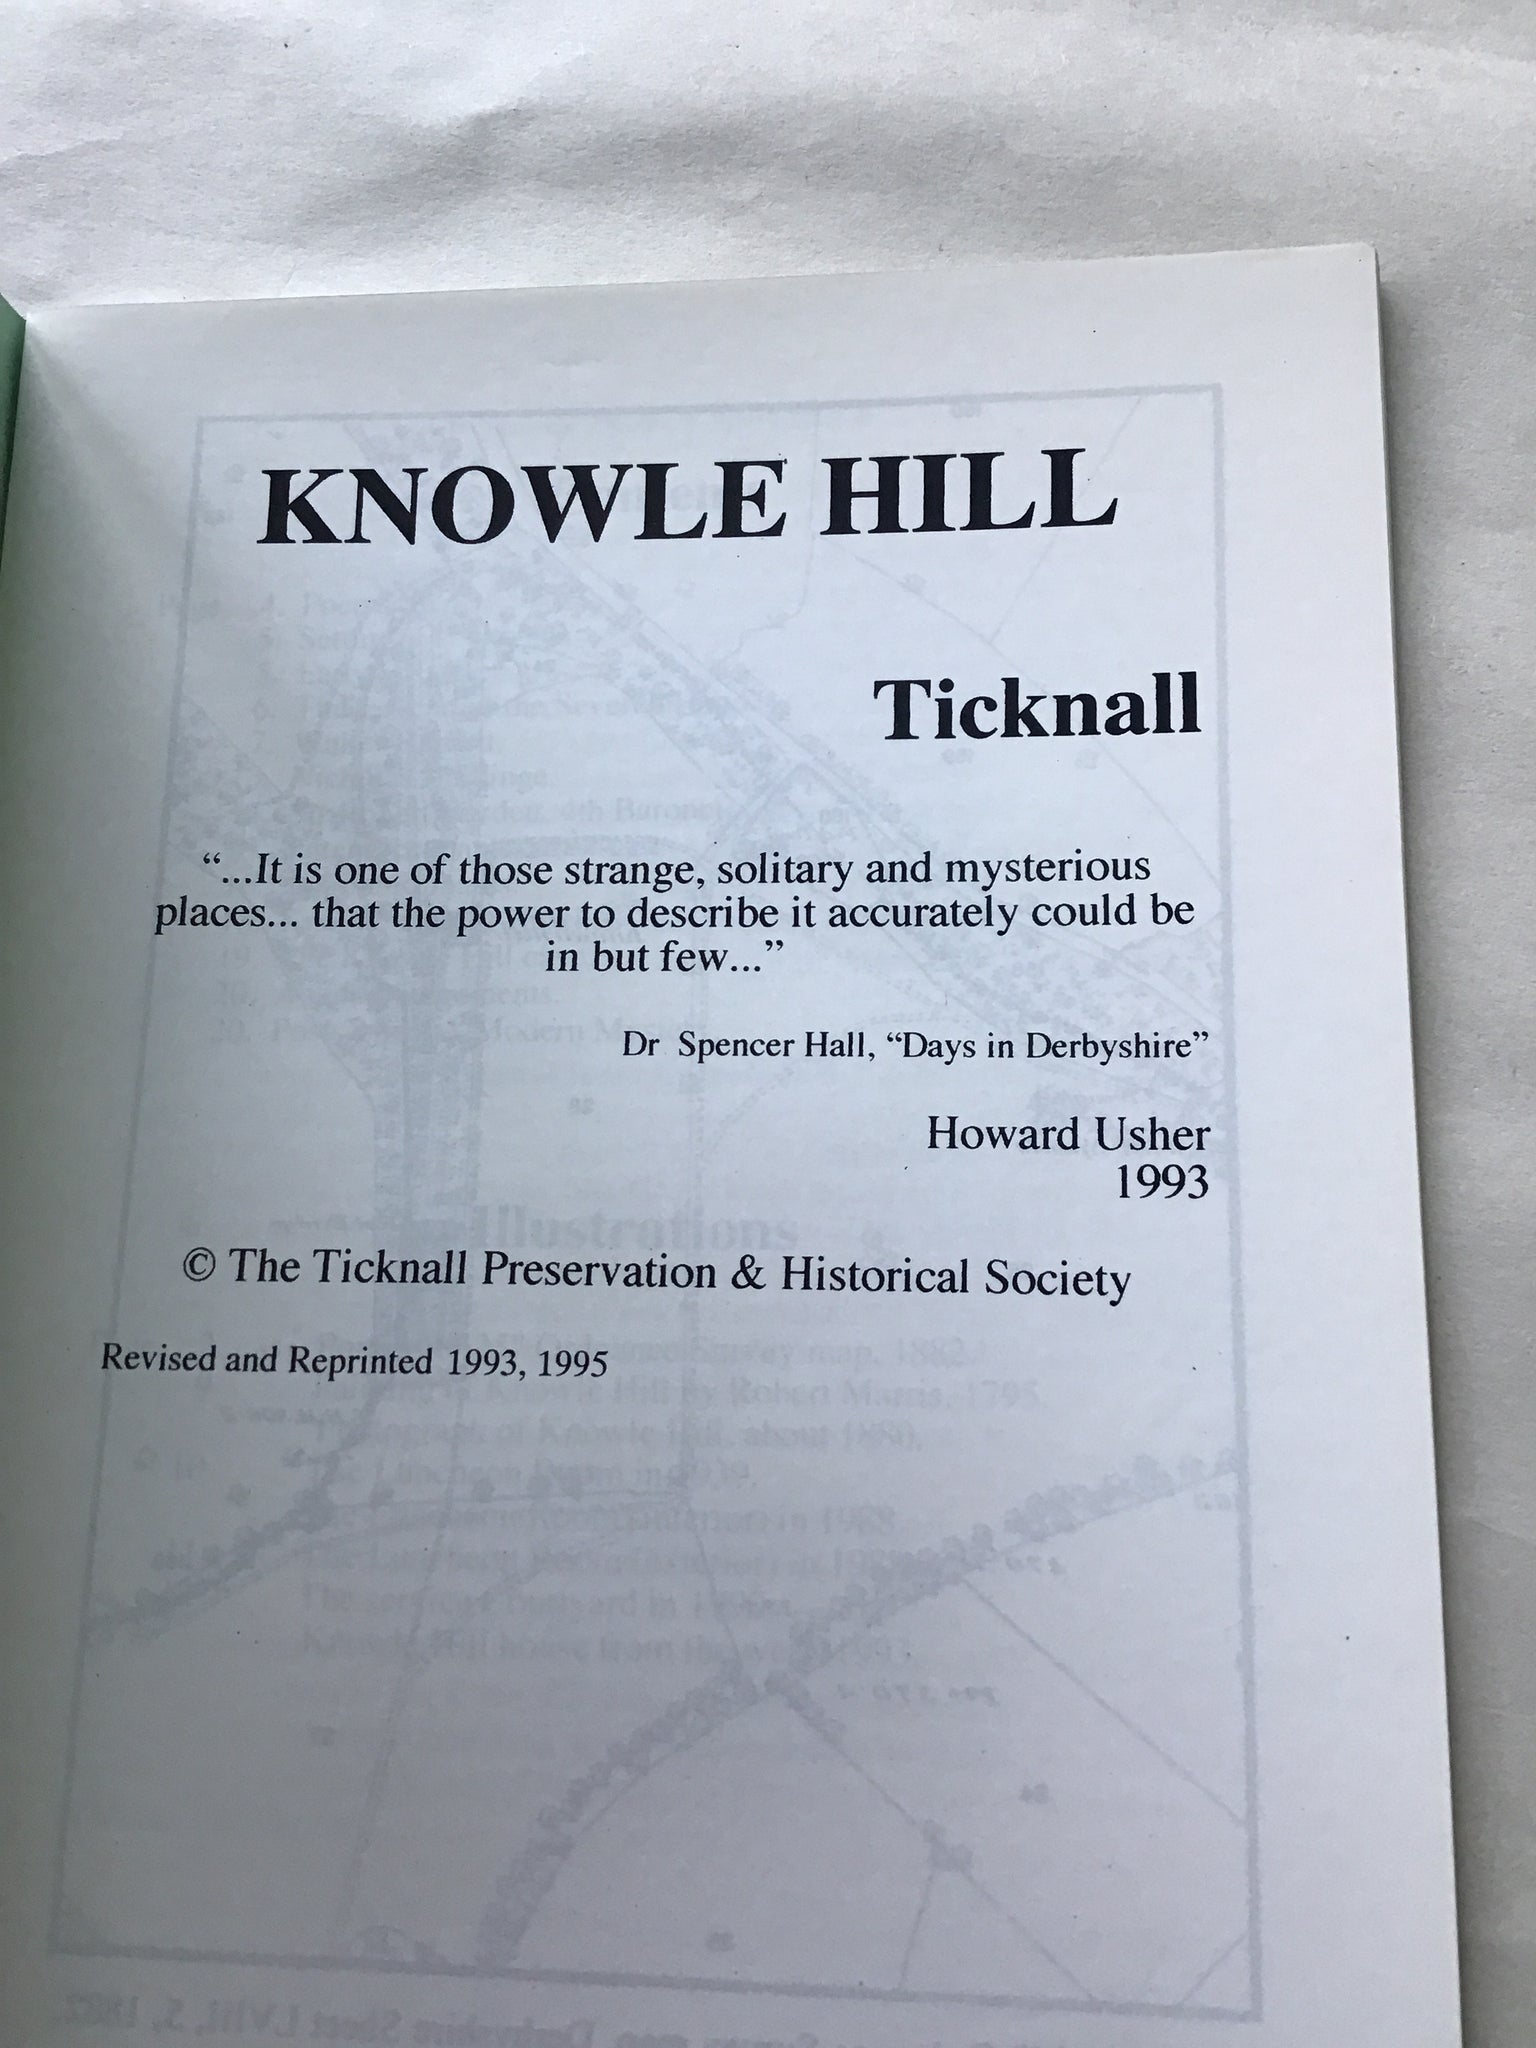 KNOWLE HILL
Ticknall
“...It is one of those strange, solitary and mysterious
places... that the power to describe it accurately could be
in but few...”
Dr Spencer Hall, “Days in Derbyshire”
Howard Usher
1993
© The Ticknall Preservation & Historical Society
Revised and Reprinted 1993, 1995